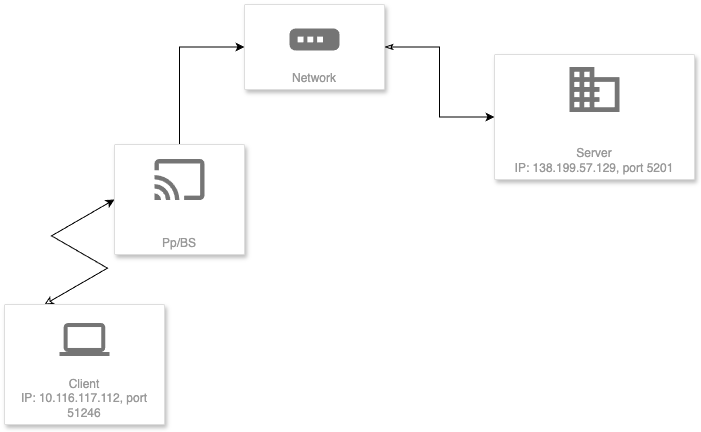 Network
Server
IP: 138.199.57.129, port 5201
Pp/BS
Client
IP: 10.116.117.112, port
51246